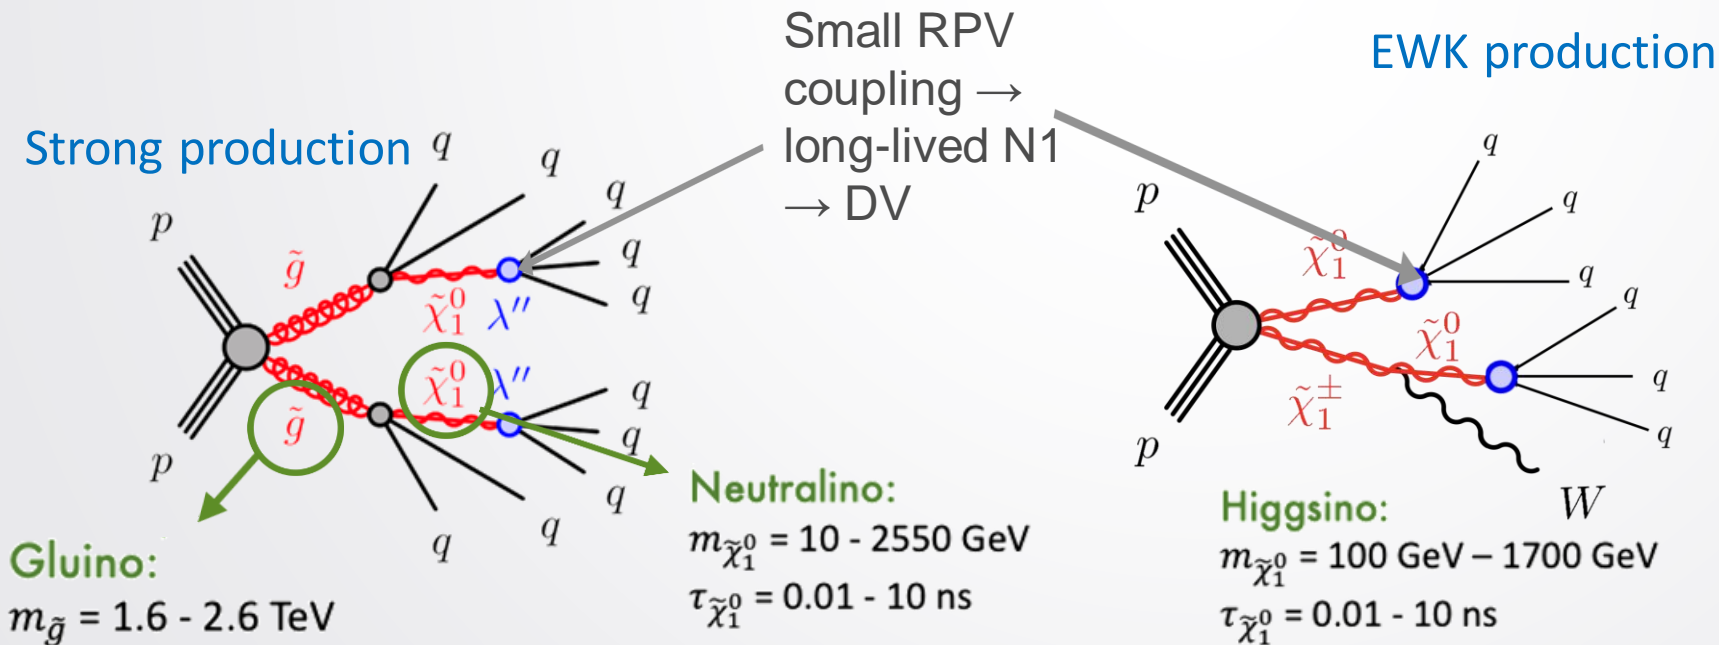 Small RPV
coupling →
long-lived N1
→ DV
EWK production
Strong production
p
p
g̃
g̃
χ̃₁⁰
λ′′
χ̃₁⁰
λ′′
q
q
q
q
q
q
q
q
q
q
Gluino:
m_g̃ = 1.6 - 2.6 TeV
Neutralino:
m_χ̃₁⁰ = 10 - 2550 GeV
τ_χ̃₁⁰ = 0.01 - 10 ns
p
p
χ̃₁⁰
χ̃₁⁰
χ̃₁±
q
q
q
q
q
q
W
Higgsino:
m_χ̃₁⁰ = 100 GeV – 1700 GeV
τ_χ̃₁⁰ = 0.01 - 10 ns